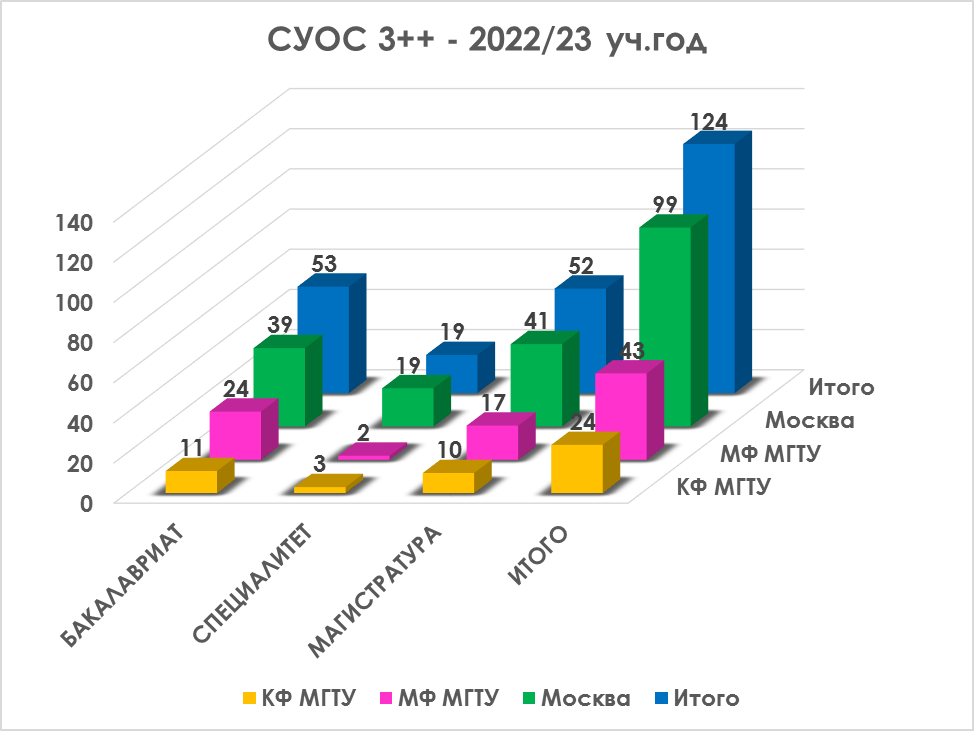 СУОС 3++ - 2022/23 уч.год
124
99
140
53
52
120
39
41
43
100
24
19
19
80
17
24
60
11
3
2
10
40
20
0
Итого
Москва
МФ МГТУ
КФ МГТУ
БАКАЛАВРИАТ
СПЕЦИАЛИТЕТ
МАГИСТРАТУРА
ИТОГО
КФ МГТУ МФ МГТУ Москва Итого